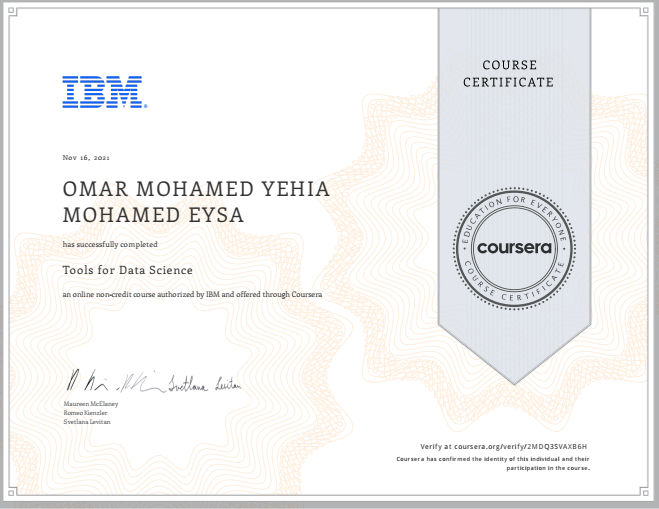 IBM®
COURSE
CERTIFICATE
Nov 16, 2021
OMAR MOHAMED YEHIA
MOHAMED EYSA
has successfully completed
Tools for Data Science
an online non-credit course authorized by IBM and offered through Coursera
EDUCATION FOR EVERYONE
coursera
COURSE CERTIFICATE
Svetlana Levitan
Maureen McElaney
Romeo Kienzler
Svetlana Levitan
Verify at coursera.org/verify/2MDQ3SVAXB6H
Coursera has confirmed the identity of this individual and their
participation in the course.